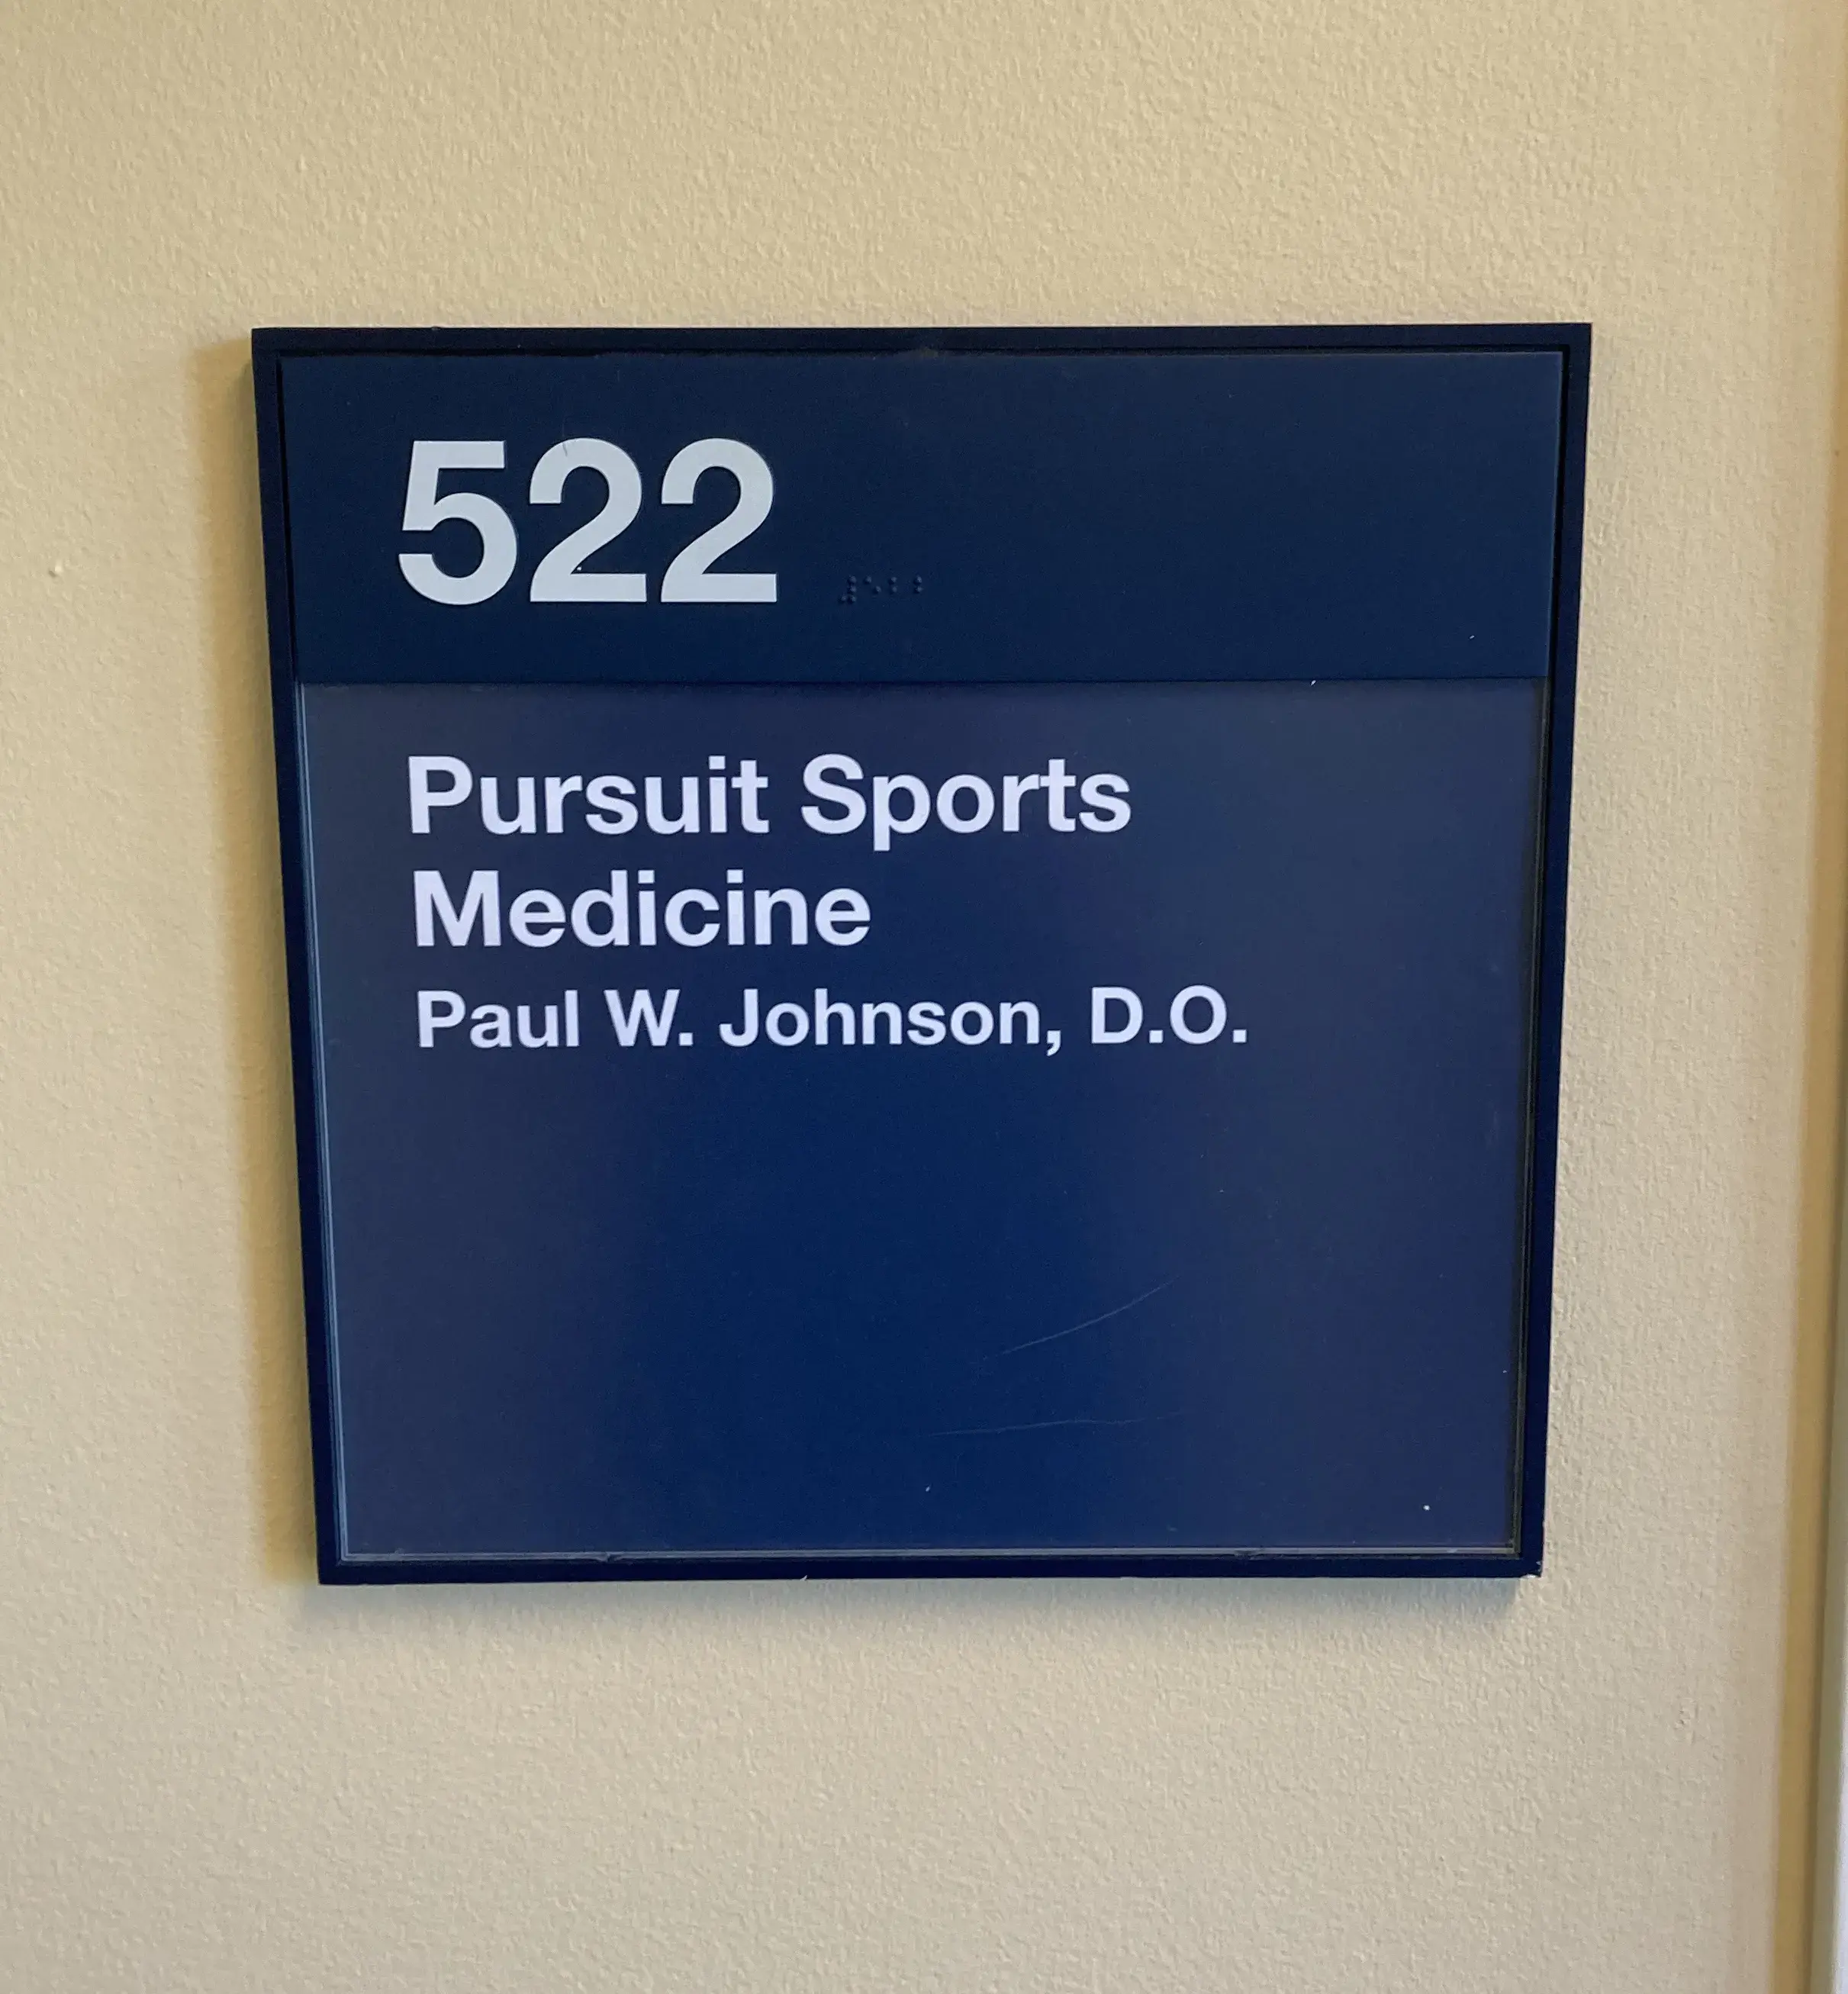 522
⠼⠑⠃⠃
Pursuit Sports
Medicine
Paul W. Johnson, D.O.